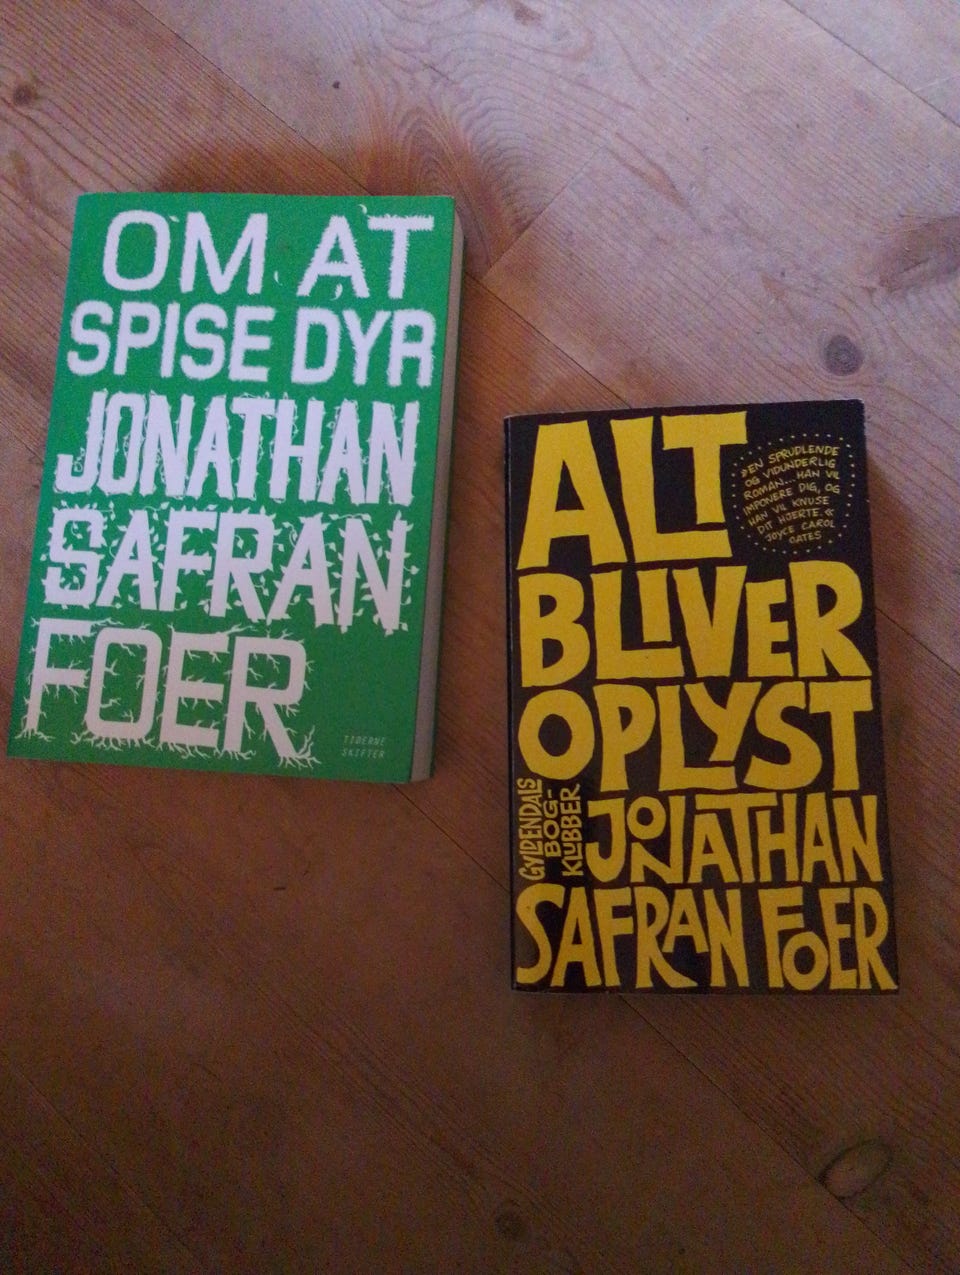 OM AT
SPISE DYR
JONATHAN
SAFRAN
FOER
TIDERNE
SKIFTER
ALT
BLIVER
OPLYST
»EN SPRUDLENDE
OG VIDUNDERLIG
ROMAN... HAN VIL
IMPONERE DIG, OG
HAN VIL KNUSE
DIT HJERTE.«
JOYCE CAROL
OATES
GYLDENDALS
BOG-
KLUBBER
JONATHAN
SAFRAN FOER